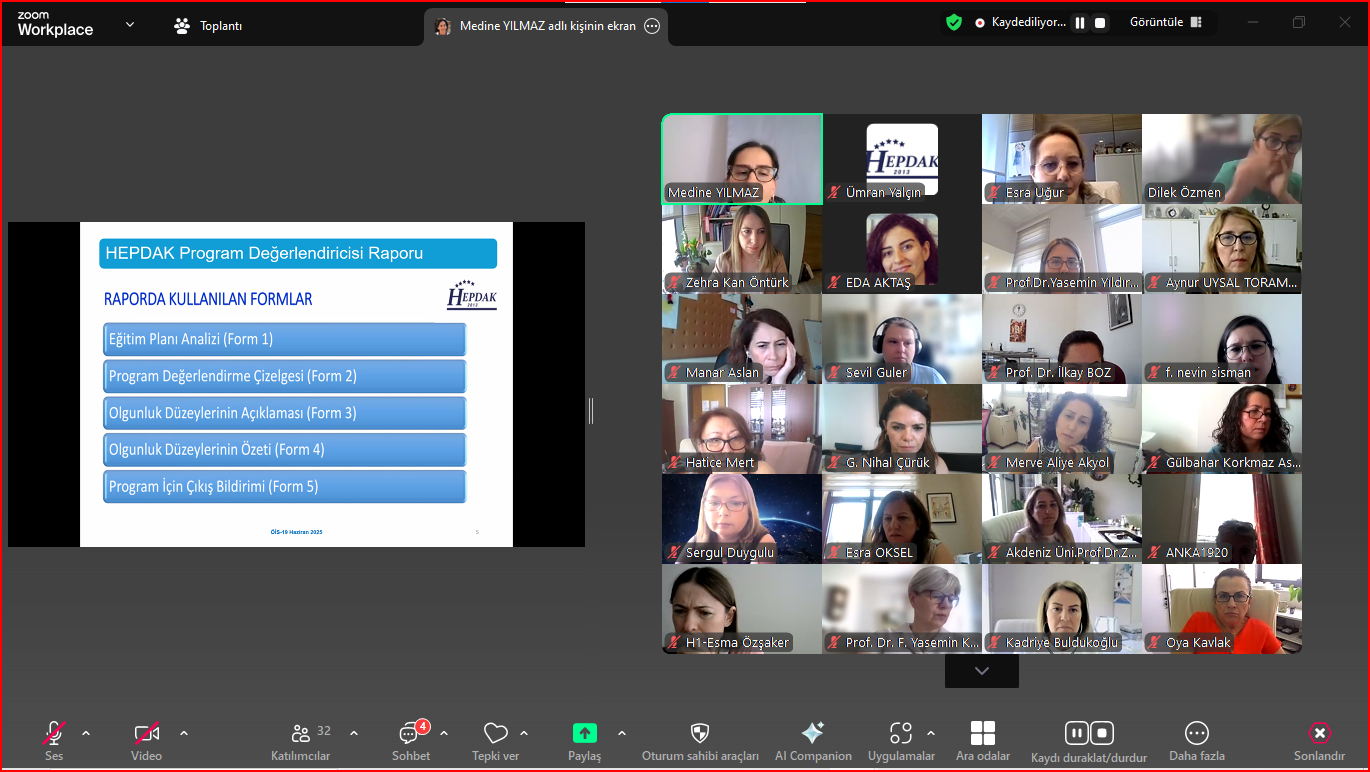 zoom
Workplace
Toplantı
Medine YILMAZ adlı kişinin ekran
Kaydediliyor...
Görüntüle
HEPDAK Program Değerlendiricisi Raporu
RAPORDA KULLANILAN FORMLAR
HEPDAK
2013
Eğitim Planı Analizi (Form 1)
Program Değerlendirme Çizelgesi (Form 2)
Olgunluk Düzeylerinin Açıklaması (Form 3)
Olgunluk Düzeylerinin Özeti (Form 4)
Program İçin Çıkış Bildirimi (Form 5)
ÖİS-19 Haziran 2025
5
HEPDAK
2013
Medine YILMAZ
Ümran Yalçın
Esra Uğur
Dilek Özmen
Zehra Kan Öntürk
EDA AKTAŞ
Prof.Dr.Yasemin Yıldır...
Aynur UYSAL TORAM...
Manar Aslan
Sevil Guler
Prof. Dr. İlkay BOZ
f. nevin sisman
Hatice Mert
G. Nihal Çürük
Merve Aliye Akyol
Gülbahar Korkmaz As...
Sergul Duygulu
Esra OKSEL
Akdeniz Üni.Prof.Dr.Z...
ANKA1920
H1-Esma Özşaker
Prof. Dr. F. Yasemin K...
Kadriye Buldukoğlu
Oya Kavlak
Ses
Video
32
Katılımcılar
4
Sohbet
Tepki ver
Paylaş
Oturum sahibi araçları
AI Companion
Uygulamalar
Ara odalar
Kaydı duraklat/durdur
Daha fazla
Sonlandır